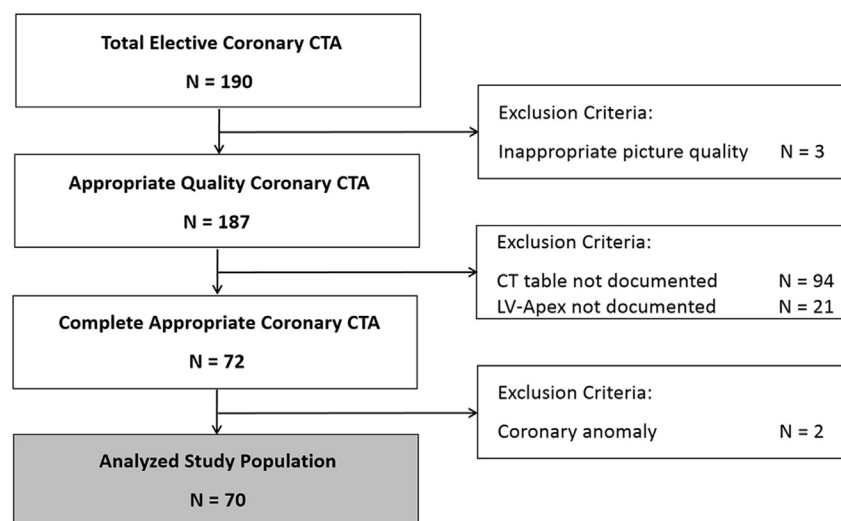 Total Elective Coronary CTA
N = 190
Exclusion Criteria:
Inappropriate picture quality N = 3
Appropriate Quality Coronary CTA
N = 187
Exclusion Criteria:
CT table not documented N = 94
LV-Apex not documented N = 21
Complete Appropriate Coronary CTA
N = 72
Exclusion Criteria:
Coronary anomaly N = 2
Analyzed Study Population
N = 70